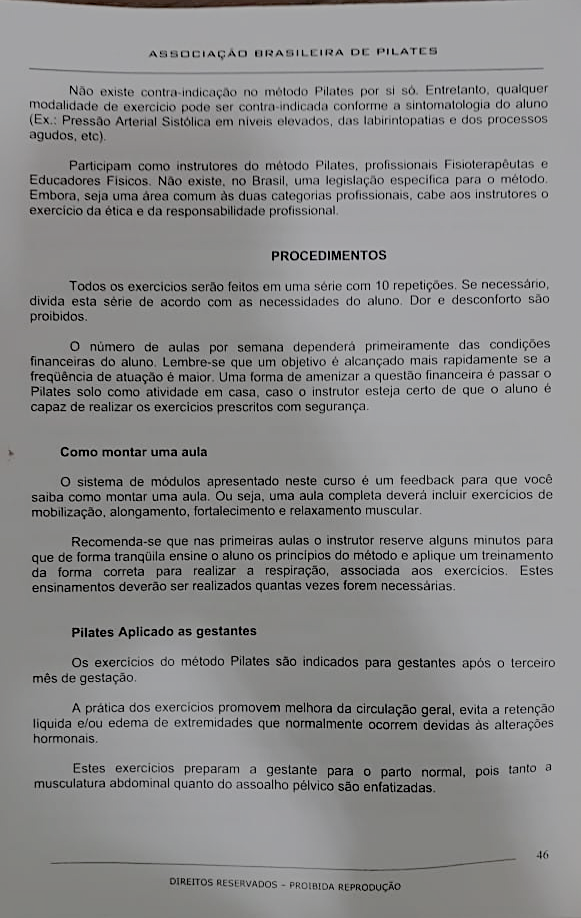 ASSOCIAÇÃO BRASILEIRA DE PILATES
Não existe contra-indicação no método Pilates por si só. Entretanto, qualquer
modalidade de exercício pode ser contra-indicada conforme a sintomatologia do aluno
(Ex.: Pressão Arterial Sistólica em níveis elevados, das labirintopatias e dos processos
agudos, etc).
Participam como instrutores do método Pilates, profissionais Fisioterapêutas e
Educadores Físicos. Não existe, no Brasil, uma legislação específica para o método.
Embora, seja uma área comum às duas categorias profissionais, cabe aos instrutores o
exercício da ética e da responsabilidade profissional.
PROCEDIMENTOS
Todos os exercícios serão feitos em uma série com 10 repetições. Se necessário,
divida esta série de acordo com as necessidades do aluno. Dor e desconforto são
proibidos.
O número de aulas por semana dependerá primeiramente das condições
financeiras do aluno. Lembre-se que um objetivo é alcançado mais rapidamente se a
freqüência de atuação é maior. Uma forma de amenizar a questão financeira é passar o
Pilates solo como atividade em casa, caso o instrutor esteja certo de que o aluno é
capaz de realizar os exercícios prescritos com segurança.
Como montar uma aula
O sistema de módulos apresentado neste curso é um feedback para que você
saiba como montar uma aula. Ou seja, uma aula completa deverá incluir exercícios de
mobilização, alongamento, fortalecimento e relaxamento muscular.
Recomenda-se que nas primeiras aulas o instrutor reserve alguns minutos para
que de forma tranqüila ensine o aluno os princípios do método e aplique um treinamento
da forma correta para realizar a respiração, associada aos exercícios. Estes
ensinamentos deverão ser realizados quantas vezes forem necessárias.
Pilates Aplicado as gestantes
Os exercícios do método Pilates são indicados para gestantes após o terceiro
mês de gestação.
A prática dos exercícios promovem melhora da circulação geral, evita a retenção
líquida e/ou edema de extremidades que normalmente ocorrem devidas às alterações
hormonais.
Estes exercícios preparam a gestante para o parto normal, pois tanto a
musculatura abdominal quanto do assoalho pélvico são enfatizadas.
46
DIREITOS RESERVADOS – PROIBIDA REPRODUÇÃO